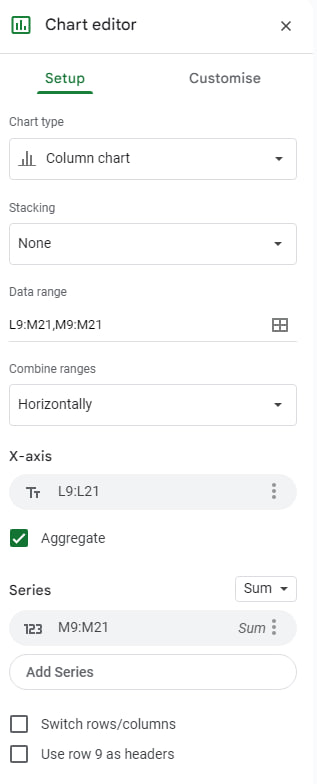 Chart editor
Setup Customise
Chart type
Column chart
Stacking
None
Data range
L9:M21,M9:M21
Combine ranges
Horizontally
X-axis
Tт L9:L21
Aggregate
Series Sum
123 M9:M21 Sum
Add Series
Switch rows/columns
Use row 9 as headers